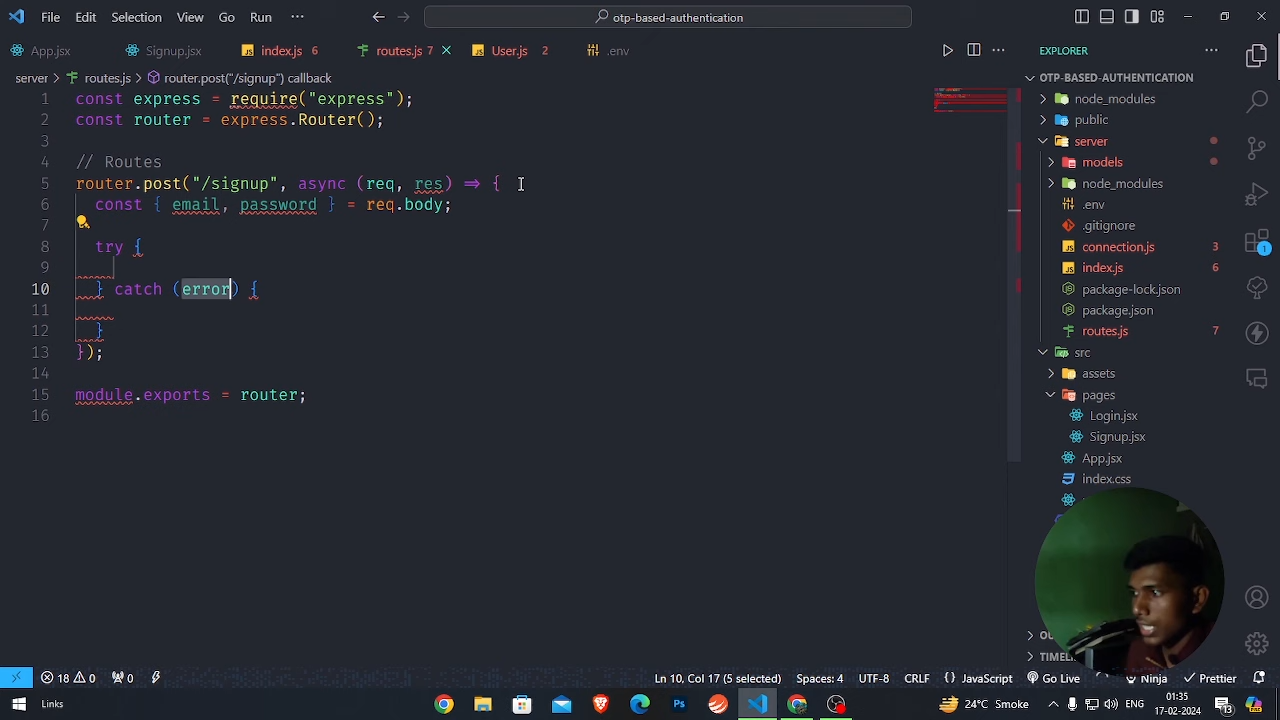 File Edit Selection View Go Run ··· otp-based-authentication
App.jsx Signup.jsx index.js 6 routes.js 7 User.js 2 .env
EXPLORER
server > routes.js > router.post("/signup") callback
OTP-BASED-AUTHENTICATION
1 const express = require("express");
2 const router = express.Router();
3
4 // Routes
5 router.post("/signup", async (req, res) => {
6 const { email, password } = req.body;
7
8 try {
9
10 } catch (error) {
11
12 }
13 });
14
15 module.exports = router;
16
node_modules
public
server
models
node_modules
.env
.gitignore
connection.js 3
index.js 6
package-lock.json
package.json
routes.js 7
src
assets
pages
Login.jsx
Signup.jsx
App.jsx
index.css
TIMEL
18 0 0 Ln 10, Col 17 (5 selected) Spaces: 4 UTF-8 CRLF {} JavaScript Go Live Ninja Prettier
Links 24°C Smoke ENG 01:35
17-02-2024